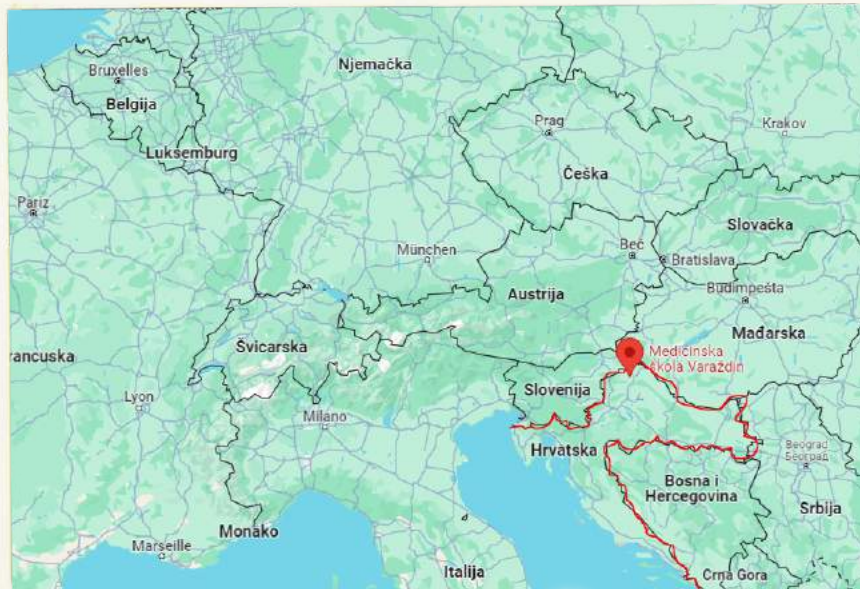 Bruxelles
Belgija
Njemačka
Luksemburg
Prag
Češka
Krakov
Pariz
Slovačka
München
Beč
Bratislava
Austrija
Budimpešta
Mađarska
Švicarska
Medicinska
škola Varaždin
Slovenija
Lyon
Milano
Hrvatska
Beograd
Београд
Bosna i
Hercegovina
Srbija
Monako
Marseille
Italija
Crna Gora